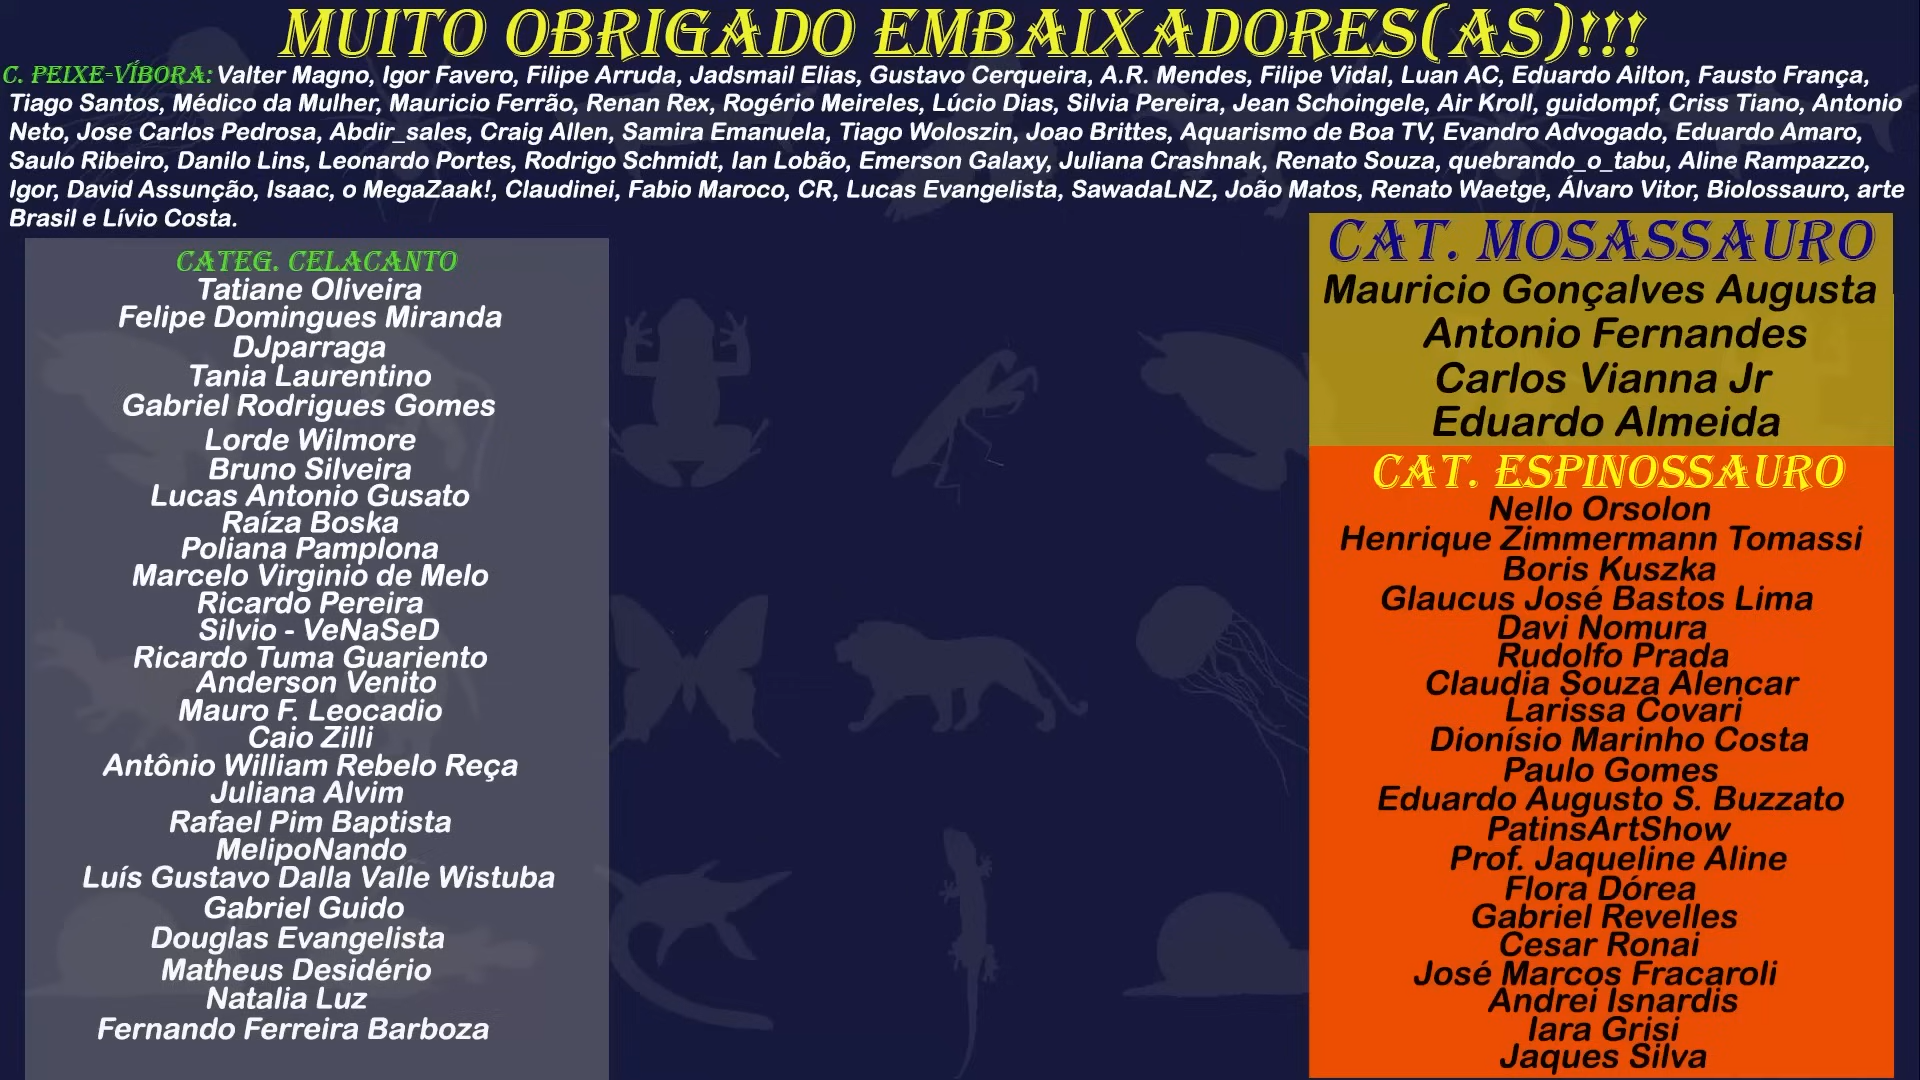 MUITO OBRIGADO EMBAIXADORES(AS)!!!
C. PEIXE-VÍBORA: Valter Magno, Igor Favero, Filipe Arruda, Jadsmail Elias, Gustavo Cerqueira, A.R. Mendes, Filipe Vidal, Luan AC, Eduardo Ailton, Fausto França,
Tiago Santos, Médico da Mulher, Mauricio Ferrão, Renan Rex, Rogério Meireles, Lúcio Dias, Silvia Pereira, Jean Schoingele, Air Kroll, guidompf, Criss Tiano, Antonio
Neto, Jose Carlos Pedrosa, Abdir_sales, Craig Allen, Samira Emanuela, Tiago Woloszin, Joao Brittes, Aquarismo de Boa TV, Evandro Advogado, Eduardo Amaro,
Saulo Ribeiro, Danilo Lins, Leonardo Portes, Rodrigo Schmidt, Ian Lobão, Emerson Galaxy, Juliana Crashnak, Renato Souza, quebrando_o_tabu, Aline Rampazzo,
Igor, David Assunção, Isaac, o MegaZaak!, Claudinei, Fabio Maroco, CR, Lucas Evangelista, SawadaLNZ, João Matos, Renato Waetge, Álvaro Vitor, Biolossauro, arte
Brasil e Lívio Costa.
CATEG. CELACANTO
Tatiane Oliveira
Felipe Domingues Miranda
DJparraga
Tania Laurentino
Gabriel Rodrigues Gomes
Lorde Wilmore
Bruno Silveira
Lucas Antonio Gusato
Raíza Boska
Poliana Pamplona
Marcelo Virginio de Melo
Ricardo Pereira
Silvio - VeNaSeD
Ricardo Tuma Guariento
Anderson Venito
Mauro F. Leocadio
Caio Zilli
Antônio William Rebelo Reça
Juliana Alvim
Rafael Pim Baptista
MelipoNando
Luís Gustavo Dalla Valle Wistuba
Gabriel Guido
Douglas Evangelista
Matheus Desidério
Natalia Luz
Fernando Ferreira Barboza
CAT. MOSASSAURO
Mauricio Gonçalves Augusta
Antonio Fernandes
Carlos Vianna Jr
Eduardo Almeida
CAT. ESPINOSSAURO
Nello Orsolon
Henrique Zimmermann Tomassi
Boris Kuszka
Glaucus José Bastos Lima
Davi Nomura
Rudolfo Prada
Claudia Souza Alencar
Larissa Covari
Dionísio Marinho Costa
Paulo Gomes
Eduardo Augusto S. Buzzato
PatinsArtShow
Prof. Jaqueline Aline
Flora Dórea
Gabriel Revelles
Cesar Ronai
José Marcos Fracaroli
Andrei Isnardis
Iara Grisi
Jaques Silva